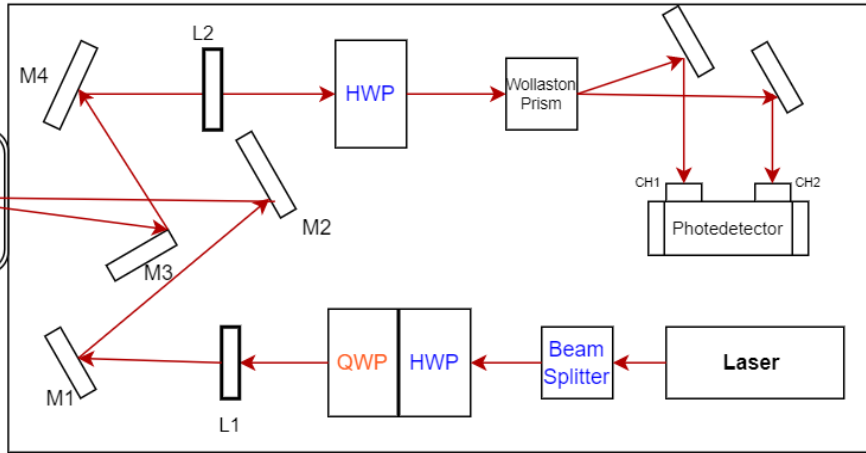 L2
M4
HWP
Wollaston
Prism
CH1
CH2
Photedetector
M2
M3
M1
L1
QWP
HWP
Beam
Splitter
Laser